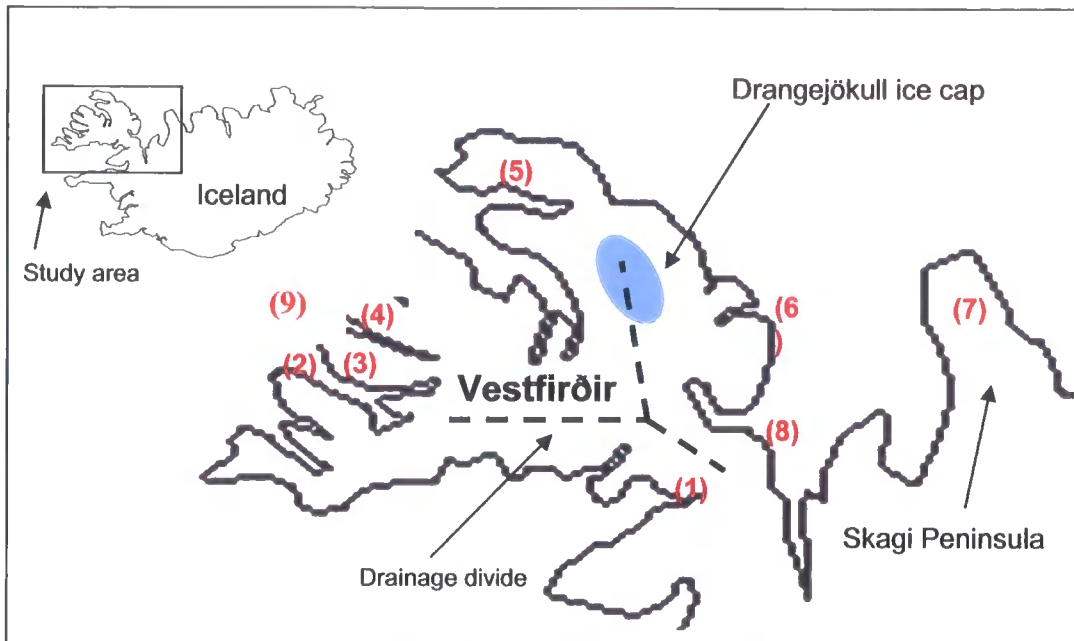 Drangejökull ice cap
Iceland
Study area
(5)
(9)
(4)
(6
)
(7)
(2)
(3)
Vestfirðir
(8)
(1)
Skagi Peninsula
Drainage divide